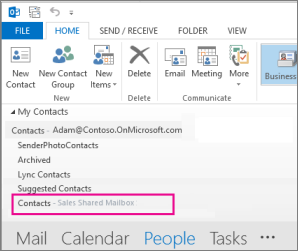 FILE HOME SEND / RECEIVE FOLDER VIEW
New Contact New Contact Group New Items Delete Email Meeting More Business
New Delete Communicate
My Contacts
Contacts - Adam@Contoso.OnMicrosoft.com
SenderPhotoContacts
Archived
Lync Contacts
Suggested Contacts
Contacts - Sales Shared Mailbox
Mail Calendar People Tasks ...